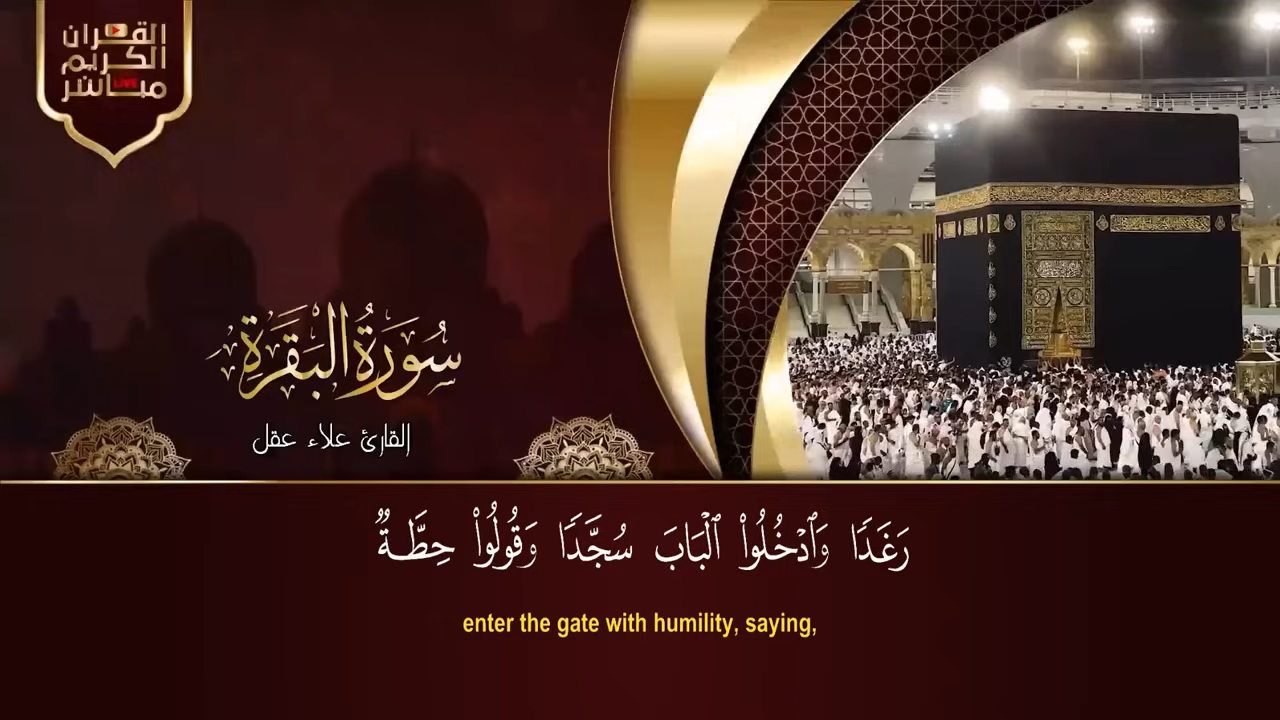 القرآن
الكريم
LIVE
مباشر
سُورَةُ البَقَرَة
القارئ علاء عقل
رَغَدًا وَٱدْخُلُوا۟ ٱلْبَابَ سُجَّدًا وَقُولُوا۟ حِطَّةٌ
enter the gate with humility, saying,